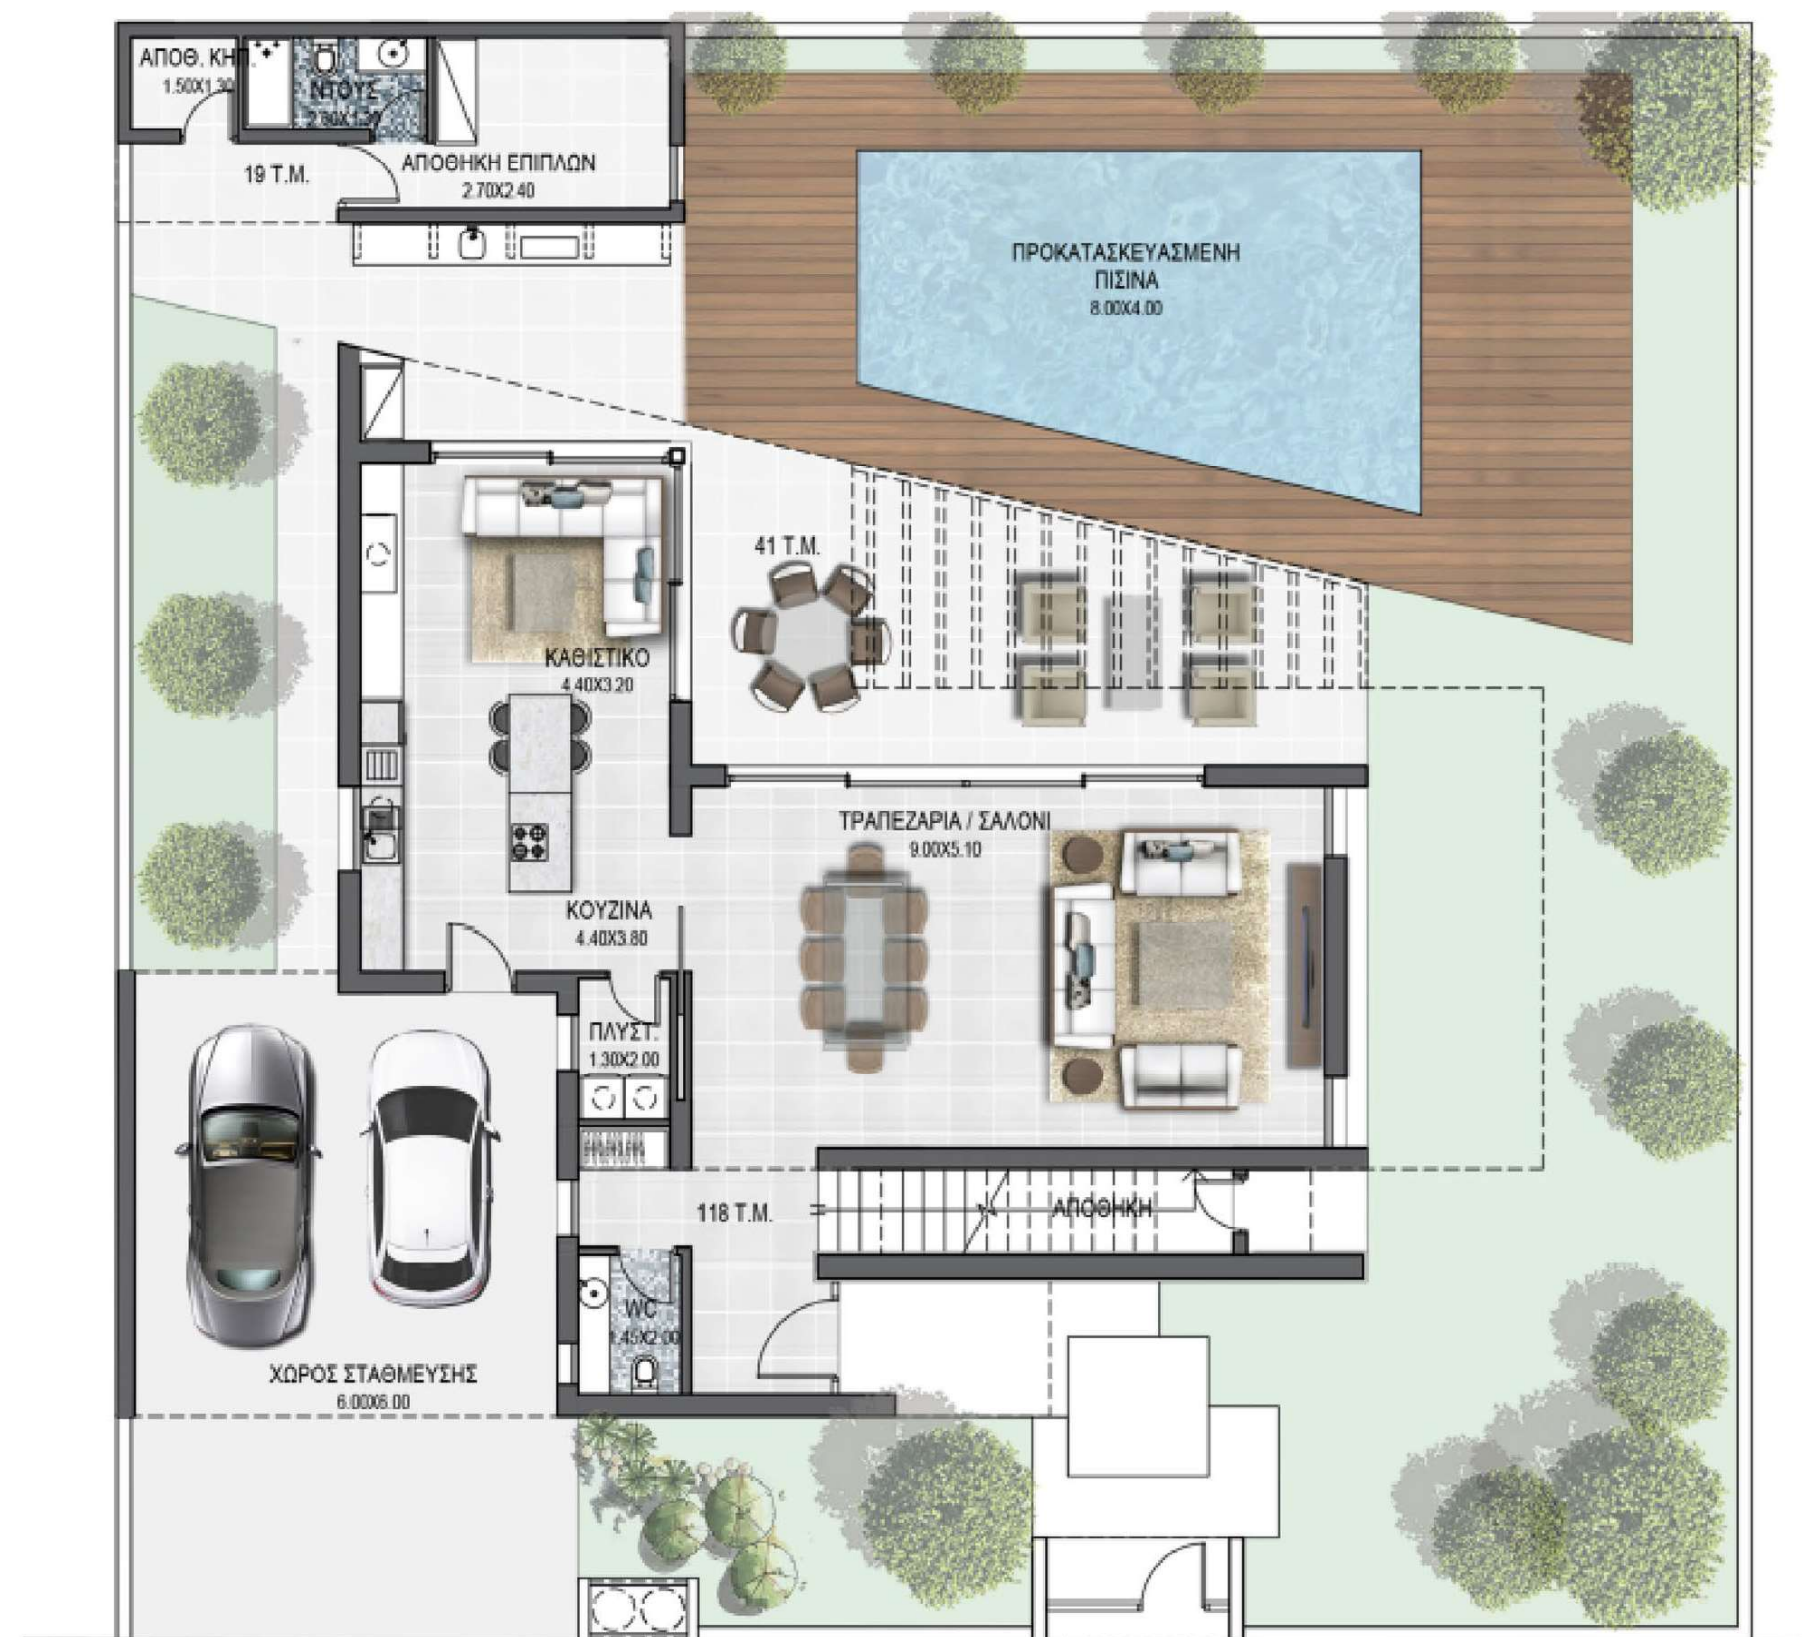 ΑΠΟΘ. ΚΗΠ.
1.50X1.30
ΝΤΟΥΣ
19 Τ.Μ.
ΑΠΟΘΗΚΗ ΕΠΙΠΛΩΝ
2.70X2.40
ΠΡΟΚΑΤΑΣΚΕΥΑΣΜΕΝΗ
ΠΙΣΙΝΑ
8.00X4.00
41 Τ.Μ.
ΚΑΘΙΣΤΙΚΟ
4.40X3.20
ΤΡΑΠΕΖΑΡΙΑ / ΣΑΛΟΝΙ
9.00X5.10
ΚΟΥΖΙΝΑ
4.40X3.80
ΠΛΥΣΤ.
1.30X2.00
118 Τ.Μ.
ΑΠΟΘΗΚΗ
WC
1.45X2.00
ΧΩΡΟΣ ΣΤΑΘΜΕΥΣΗΣ
6.00X6.00